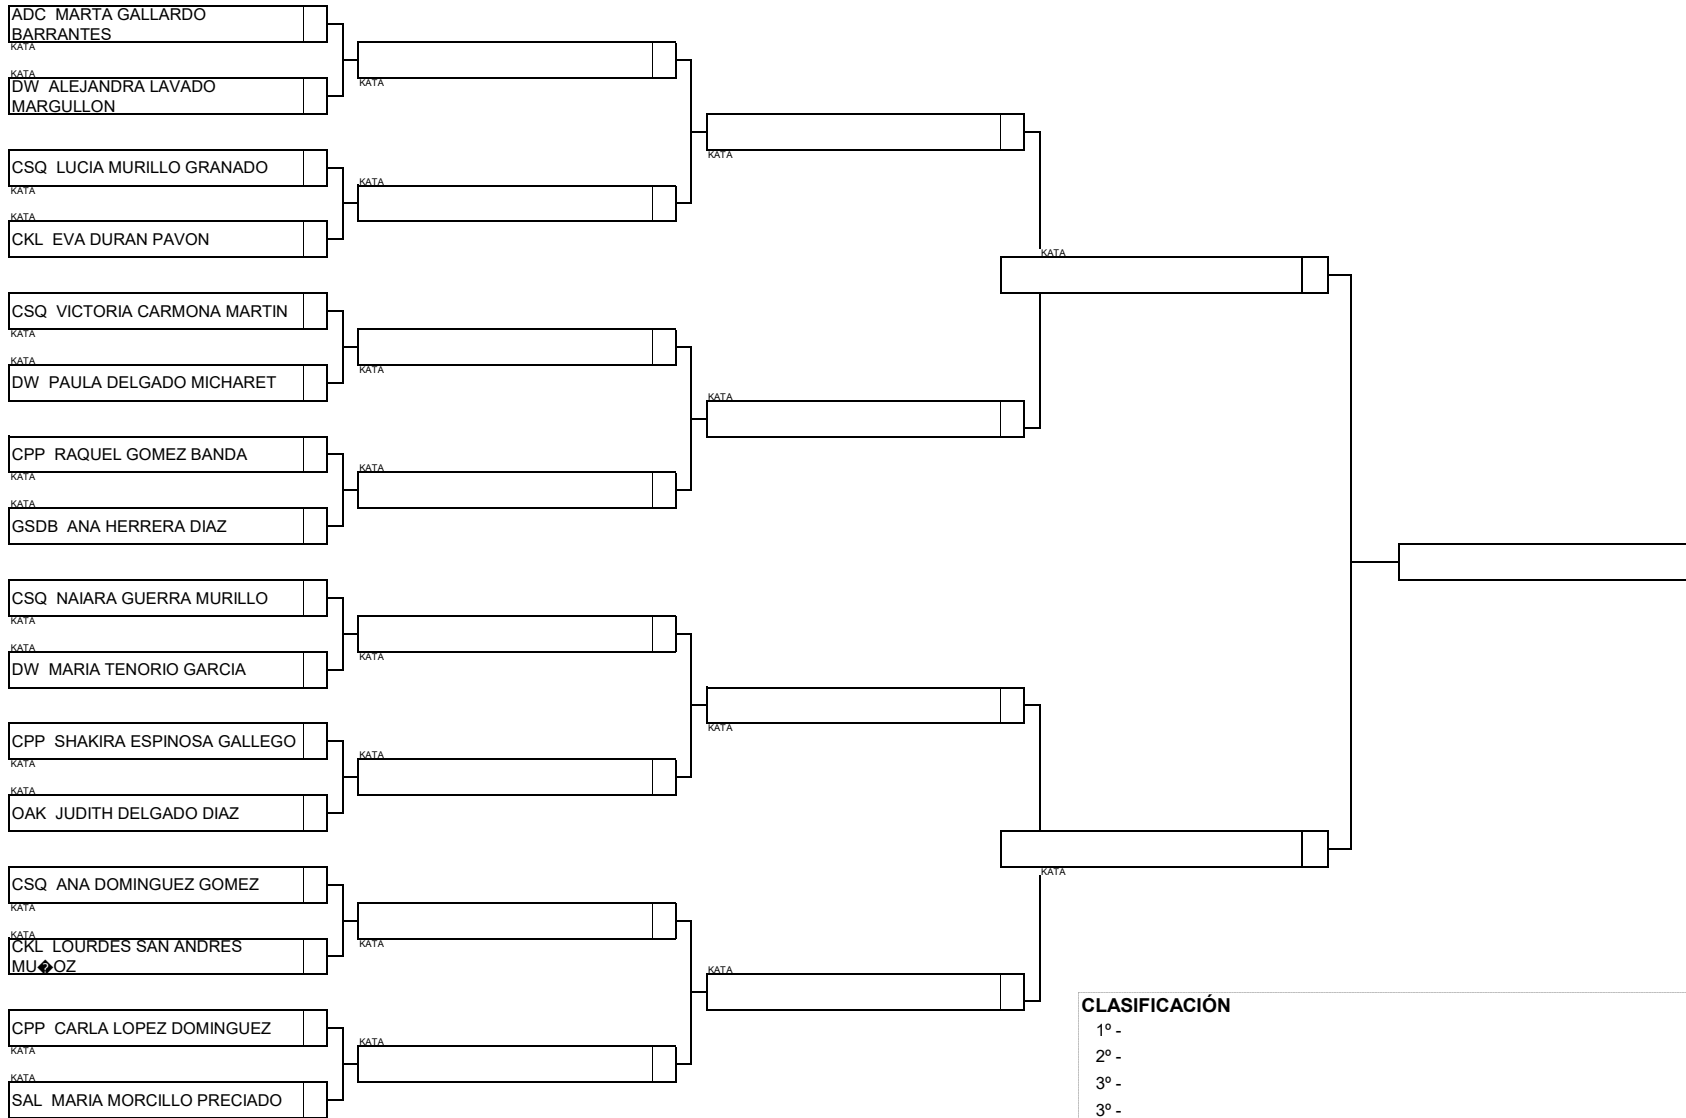 ADC  MARTA GALLARDO
BARRANTES
KATA
KATA
DW  ALEJANDRA LAVADO
MARGULLON
CSQ  LUCIA MURILLO GRANADO
KATA
KATA
CKL  EVA DURAN PAVON
CSQ  VICTORIA CARMONA MARTIN
KATA
KATA
DW  PAULA DELGADO MICHARET
CPP  RAQUEL GOMEZ BANDA
KATA
KATA
GSDB  ANA HERRERA DIAZ
CSQ  NAIARA GUERRA MURILLO
KATA
KATA
DW  MARIA TENORIO GARCIA
CPP  SHAKIRA ESPINOSA GALLEGO
KATA
KATA
OAK  JUDITH DELGADO DIAZ
CSQ  ANA DOMINGUEZ GOMEZ
KATA
KATA
CKL  LOURDES SAN ANDRES
MU�OZ
CPP  CARLA LOPEZ DOMINGUEZ
KATA
KATA
SAL  MARIA MORCILLO PRECIADO
KATA
KATA
KATA
KATA
KATA
KATA
KATA
KATA
KATA
KATA
KATA
KATA
KATA
KATA
CLASIFICACIÓN
1º -
2º -
3º -
3º -